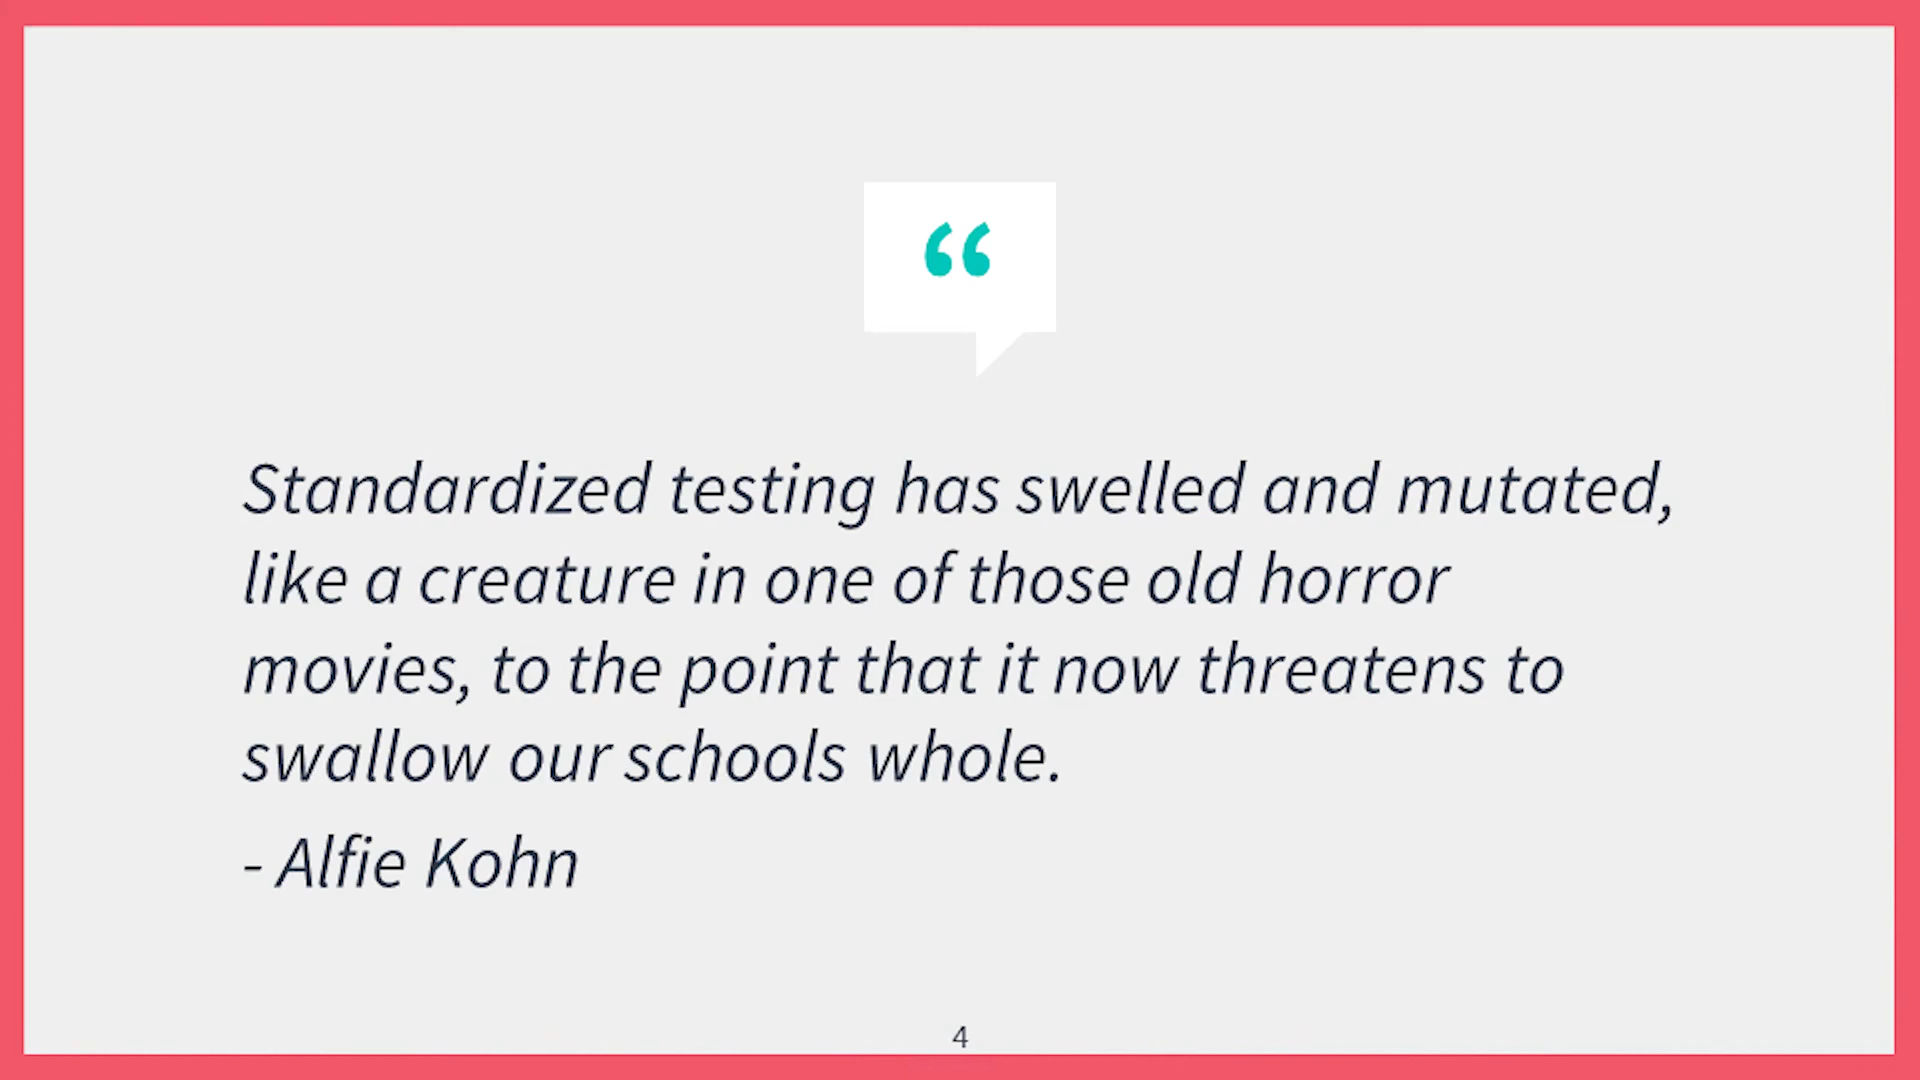 “
Standardized testing has swelled and mutated,
like a creature in one of those old horror
movies, to the point that it now threatens to
swallow our schools whole.
- Alfie Kohn
4